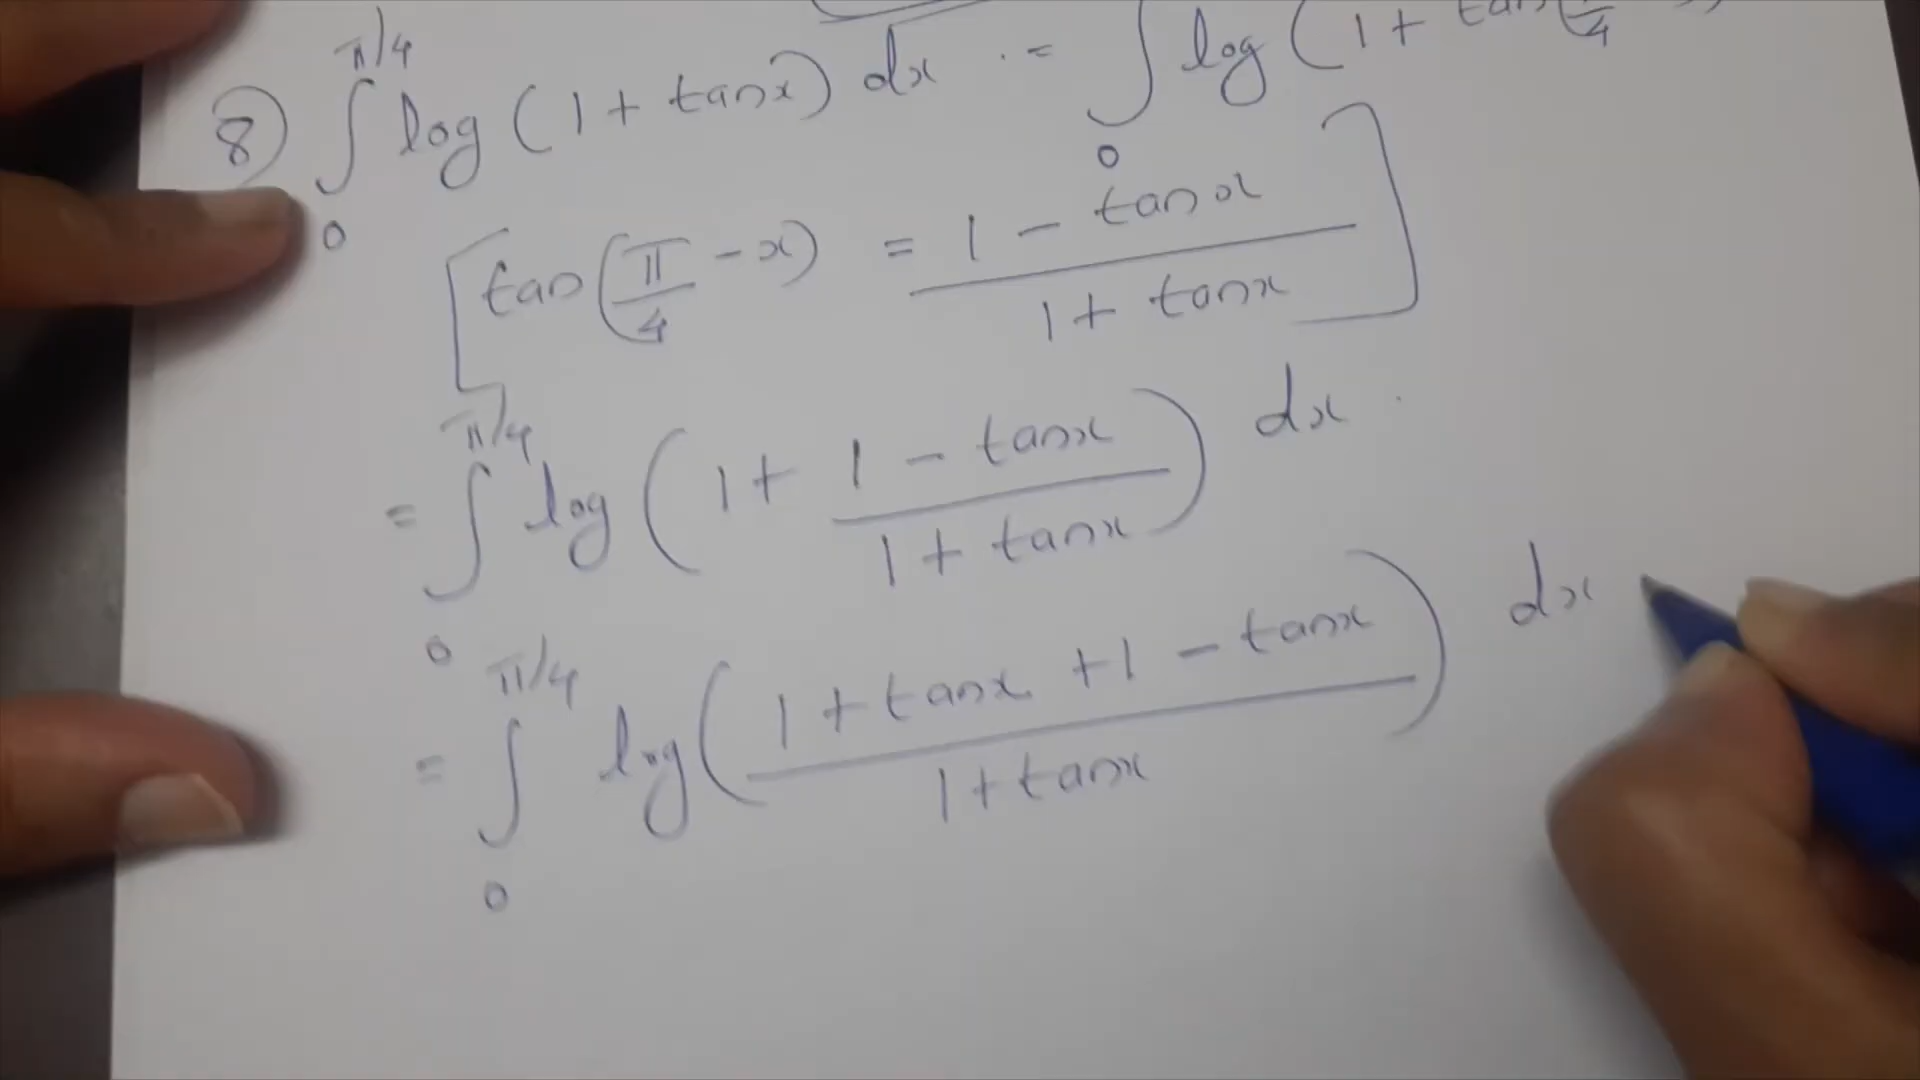 8) ∫₀^(π/4) log (1 + tanx) dx = ∫₀ log (1 + tan(π/4
[tan(π/4 - x) = (1 - tanx)/(1 + tanx)]
= ∫₀^(π/4) log (1 + (1 - tanx)/(1 + tanx)) dx
= ∫₀^(π/4) log ((1 + tanx + 1 - tanx)/(1 + tanx)) dx